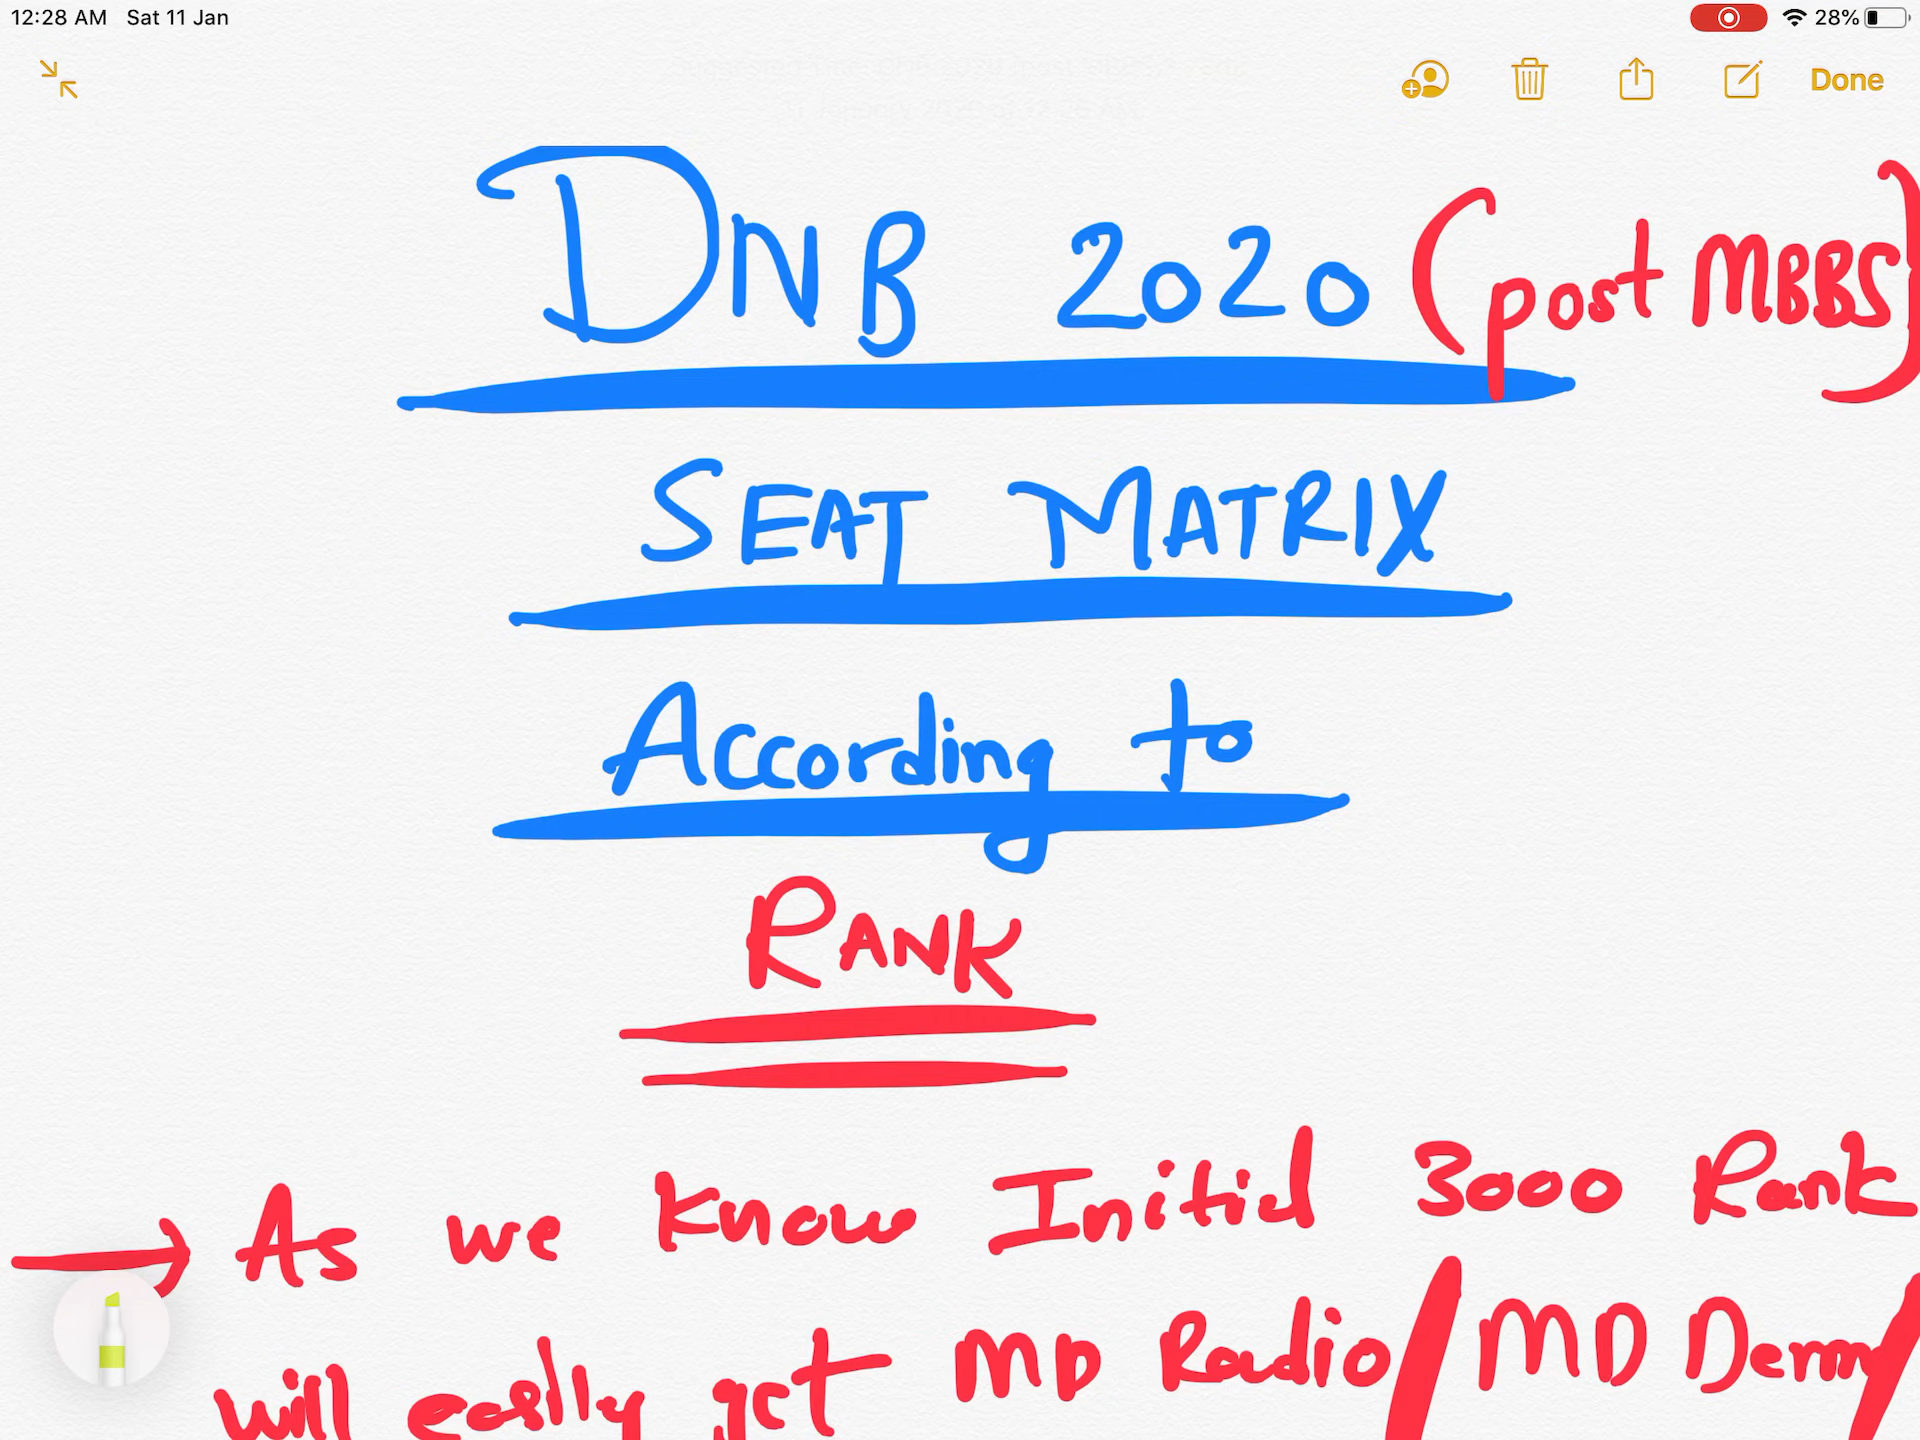 12:28 AM Sat 11 Jan 28%
Done
DNB 2020 (post MBBS)
SEAT MATRIX
According to
RANK
→ As we know Initial 3000 Rank
will easily get MD Radio/MD Derm/